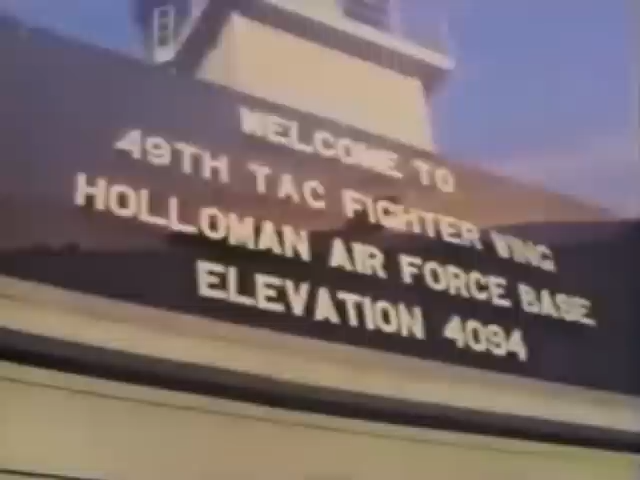 WELCOME TO
49TH TAC FIGHTER WING
HOLLOMAN AIR FORCE BASE
ELEVATION 4094